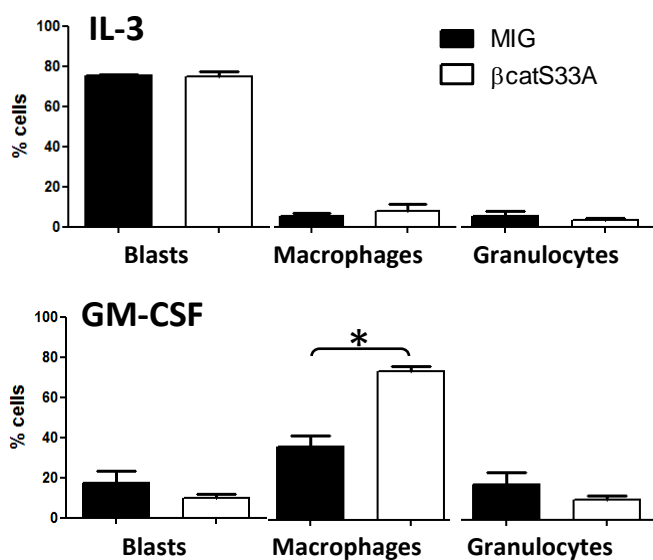 IL-3
MIG
βcatS33A
% cells
100
80
60
40
20
0
Blasts Macrophages Granulocytes
GM-CSF
*
% cells
100
80
60
40
20
0
Blasts Macrophages Granulocytes